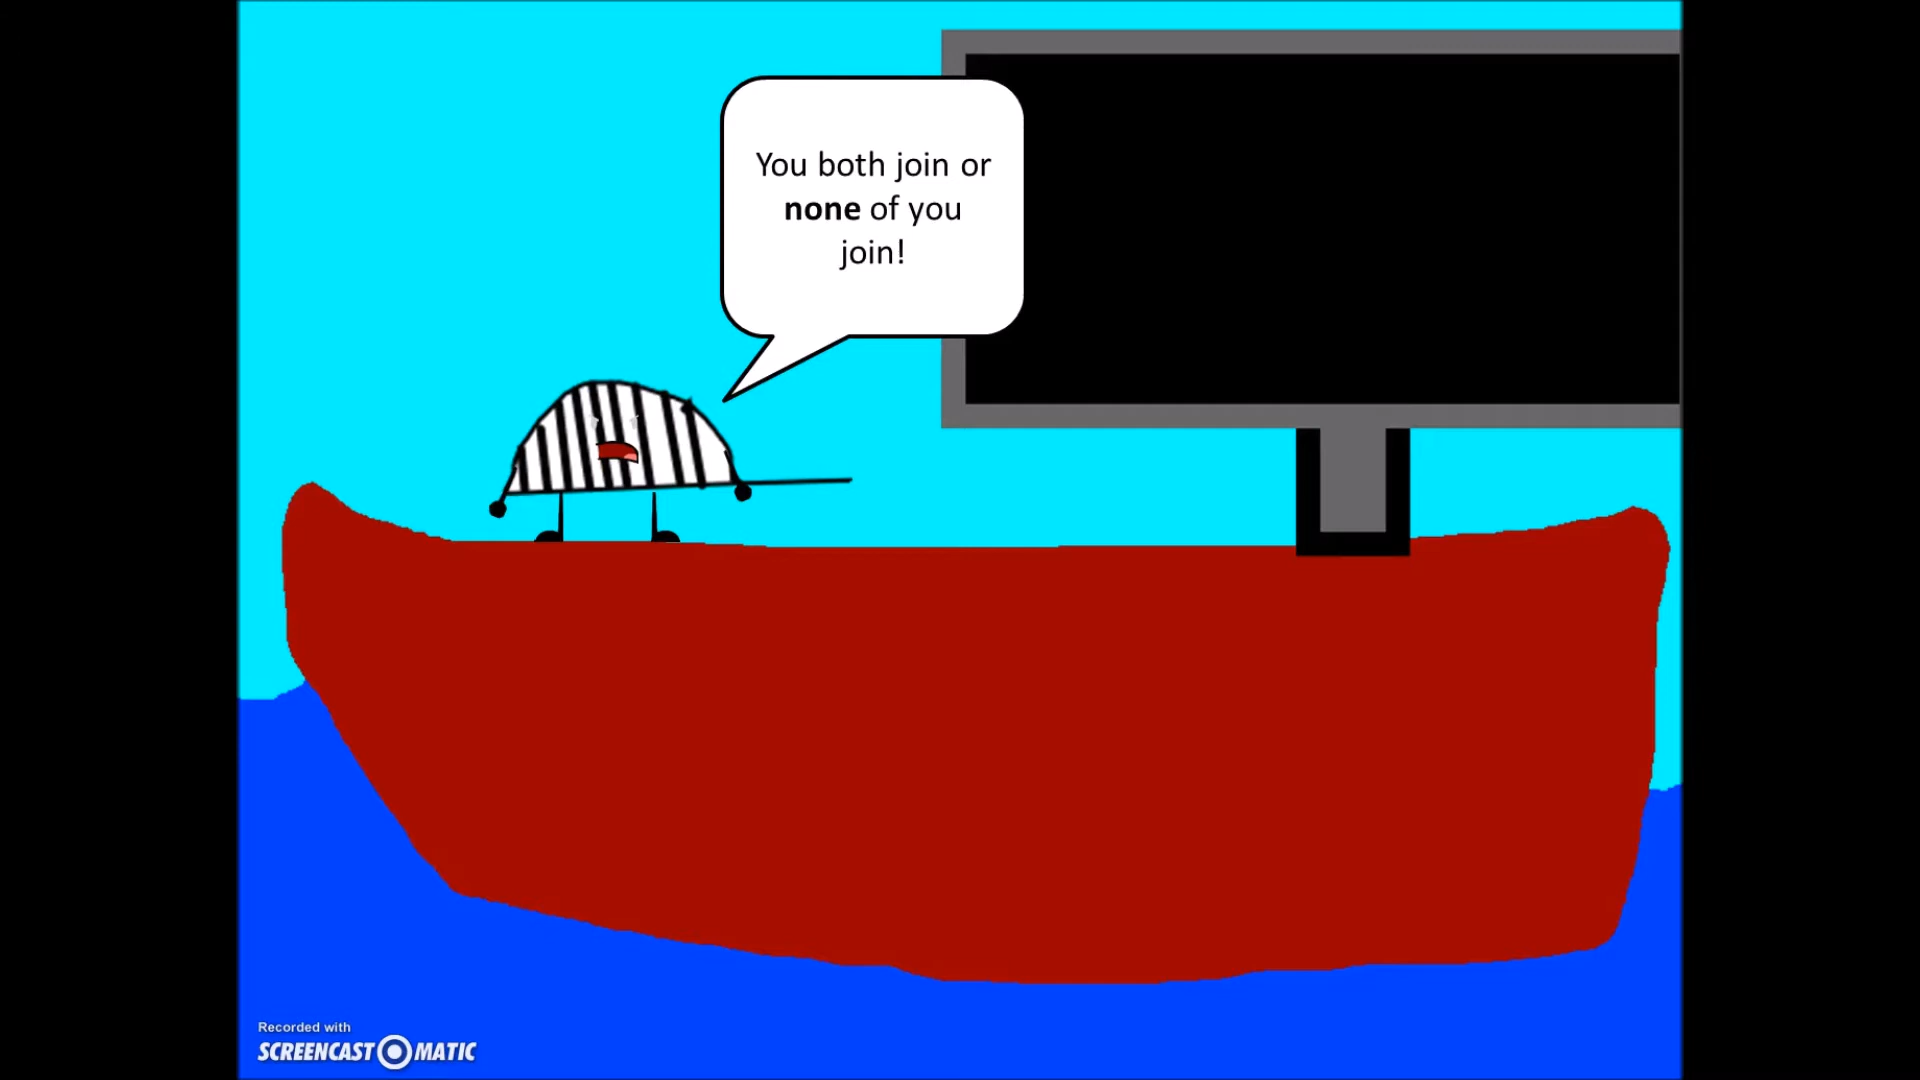 You both join or
none of you
join!
Recorded with
SCREENCAST MATIC